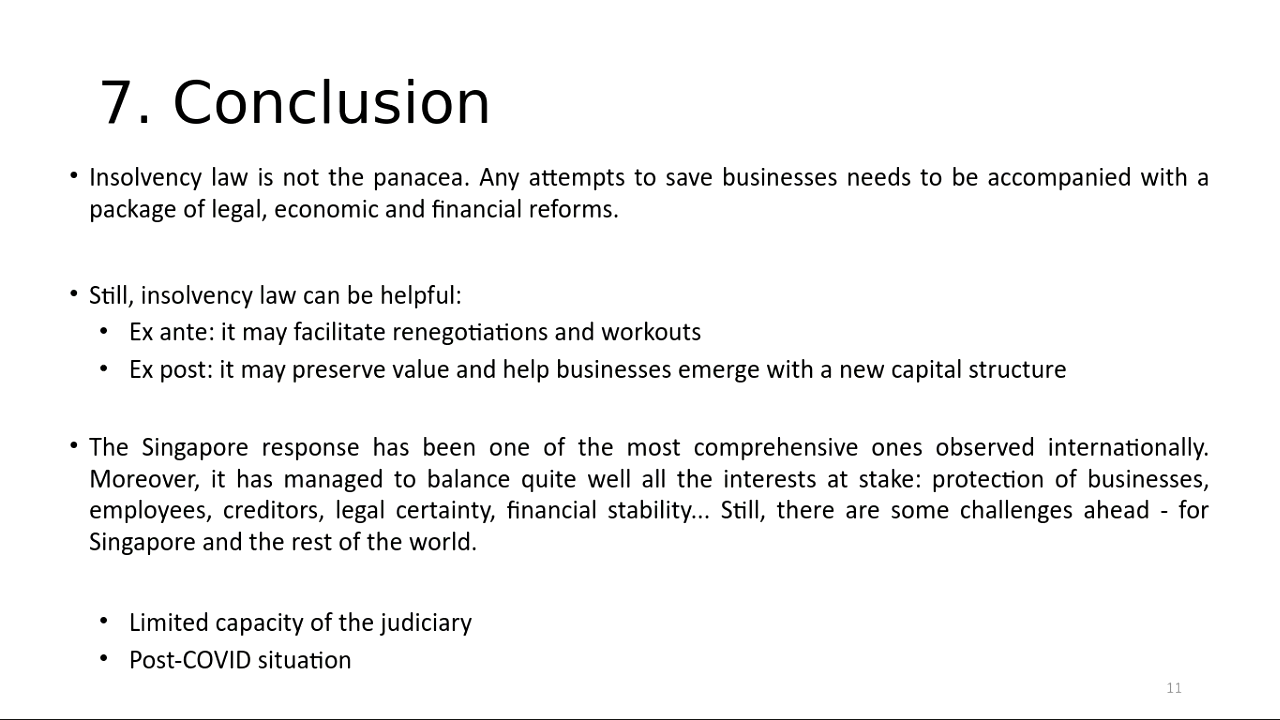 7. Conclusion
• Insolvency law is not the panacea. Any attempts to save businesses needs to be accompanied with a
package of legal, economic and financial reforms.
• Still, insolvency law can be helpful:
• Ex ante: it may facilitate renegotiations and workouts
• Ex post: it may preserve value and help businesses emerge with a new capital structure
• The Singapore response has been one of the most comprehensive ones observed internationally.
Moreover, it has managed to balance quite well all the interests at stake: protection of businesses,
employees, creditors, legal certainty, financial stability... Still, there are some challenges ahead - for
Singapore and the rest of the world.
• Limited capacity of the judiciary
• Post-COVID situation
11